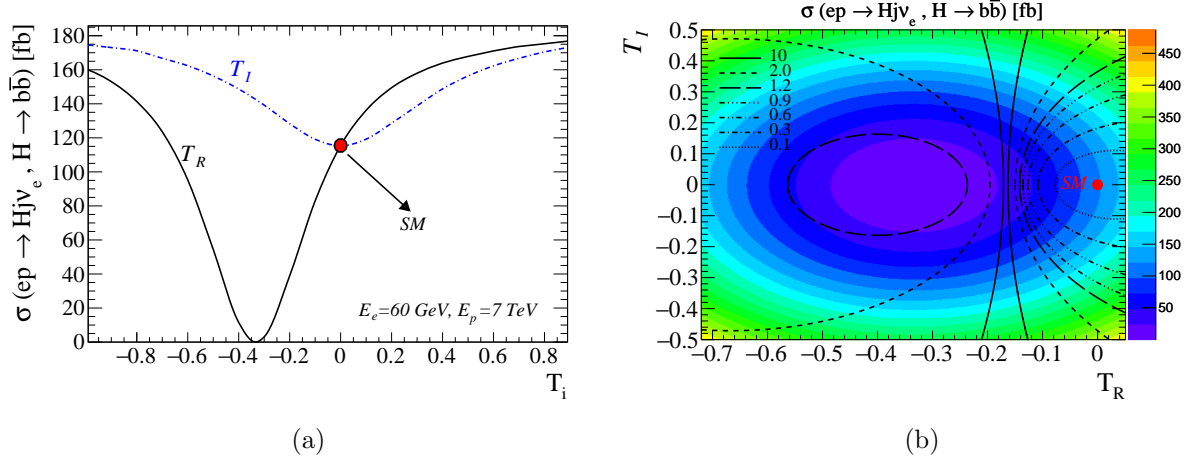 σ (ep → Hjν_e , H → bb̄) [fb]
180
160
140
120
100
80
60
40
20
0
T_I
T_R
SM
E_e=60 GeV, E_p=7 TeV
−0.8 −0.6 −0.4 −0.2 0 0.2 0.4 0.6 0.8
T_i
(a)
σ (ep → Hjν_e , H → bb̄) [fb]
T_I
0.5
0.4
0.3
0.2
0.1
0
−0.1
−0.2
−0.3
−0.4
−0.5
10
2.0
1.2
0.9
0.6
0.3
0.1
SM
−0.7 −0.6 −0.5 −0.4 −0.3 −0.2 −0.1 0
T_R
450
400
350
300
250
200
150
100
50
(b)